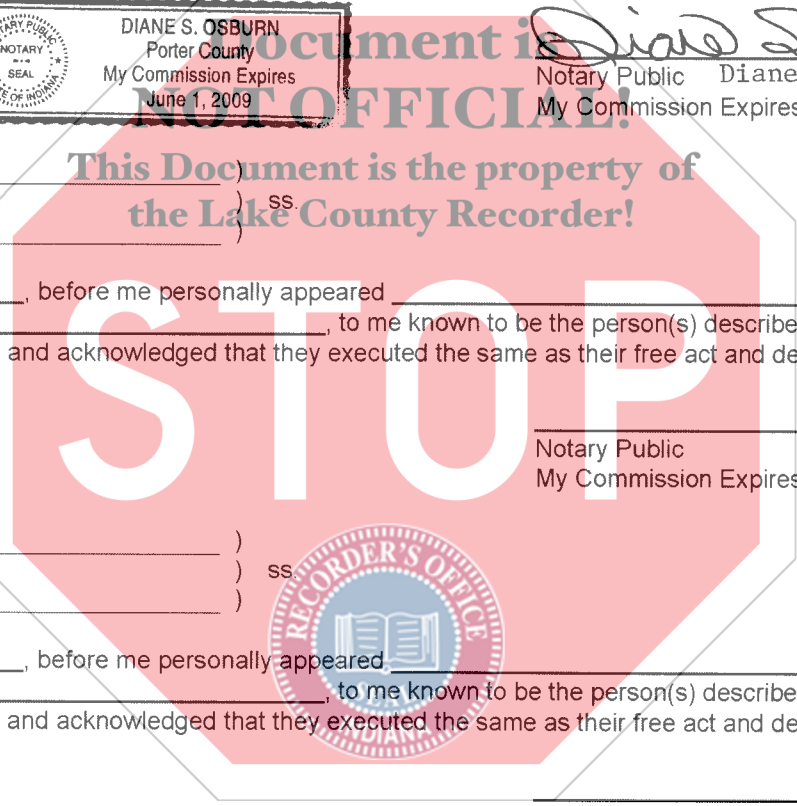 NOTARY PUBLIC
NOTARY
SEAL
OF INDIANA
DIANE S. OSBURN
Porter County
My Commission Expires
June 1, 2009
Document is
NOT OFFICIAL!
This Document is the property of
the Lake County Recorder!
Diane S
Notary Public Diane
My Commission Expires
)
) ss.
)
, before me personally appeared
, to me known to be the person(s) describe
and acknowledged that they executed the same as their free act and de
STOP
Notary Public
My Commission Expires
)
) ss.
)
RECORDER'S OFFICE
SEAL
INDIANA
, before me personally appeared
, to me known to be the person(s) describe
and acknowledged that they executed the same as their free act and de